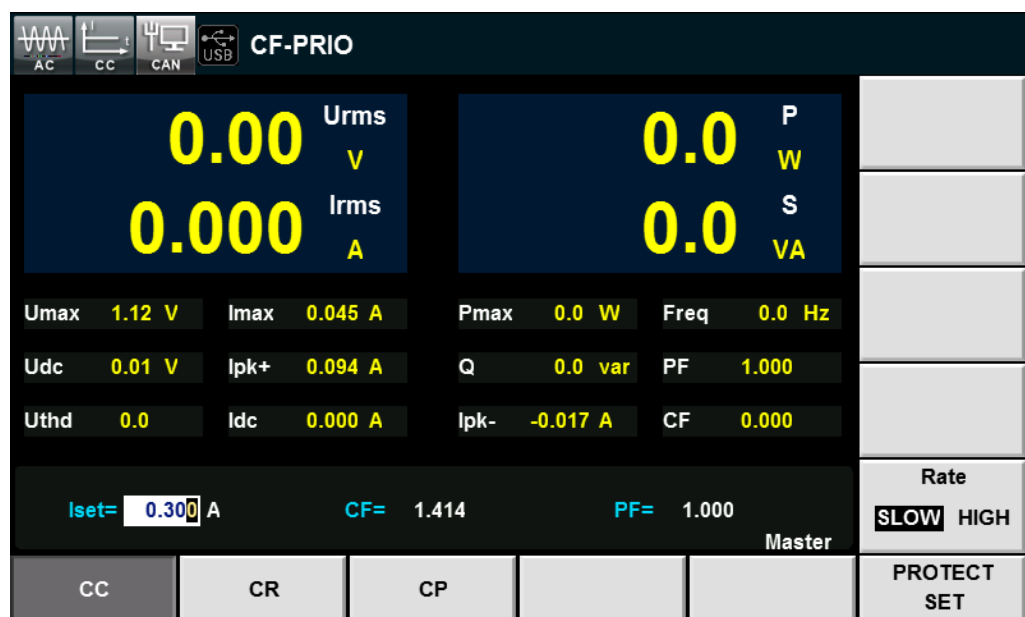 AC CC t CAN USB CF-PRIO
0.00 Urms V
0.0 P W
0.000 Irms A
0.0 S VA
Umax 1.12 V Imax 0.045 A Pmax 0.0 W Freq 0.0 Hz
Udc 0.01 V Ipk+ 0.094 A Q 0.0 var PF 1.000
Uthd 0.0 Idc 0.000 A Ipk- -0.017 A CF 0.000
Iset= 0.300 A CF= 1.414 PF= 1.000
Master
Rate
SLOW HIGH
CC CR CP
PROTECT
SET